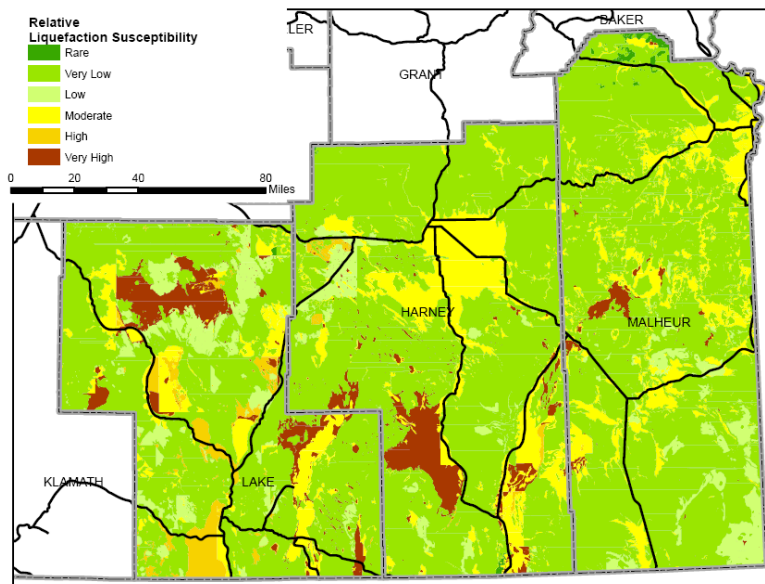 Relative
Liquefaction Susceptibility
Rare
Very Low
Low
Moderate
High
Very High
0 20 40 80
Miles
BAKER
LER
GRANT
HARNEY
MALHEUR
KLAMATH
LAKE